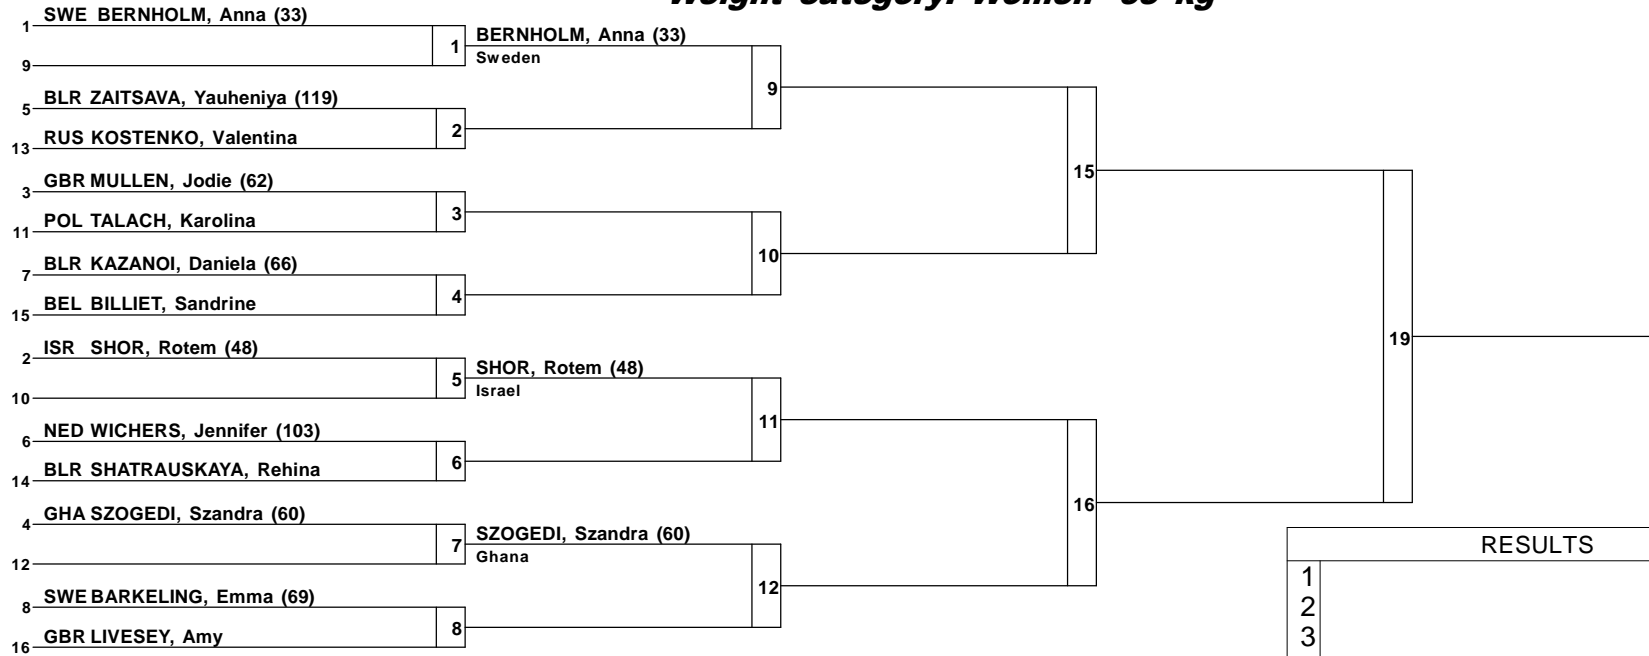 1 SWE BERNHOLM, Anna (33)
9
1 BERNHOLM, Anna (33)
Sweden
5 BLR ZAITSAVA, Yauheniya (119)
13 RUS KOSTENKO, Valentina
2
9
3 GBR MULLEN, Jodie (62)
11 POL TALACH, Karolina
3
7 BLR KAZANOI, Daniela (66)
15 BEL BILLIET, Sandrine
4
10
15
2 ISR SHOR, Rotem (48)
10
5 SHOR, Rotem (48)
Israel
6 NED WICHERS, Jennifer (103)
14 BLR SHATRAUSKAYA, Rehina
6
11
4 GHA SZOGEDI, Szandra (60)
12
7 SZOGEDI, Szandra (60)
Ghana
8 SWE BARKELING, Emma (69)
16 GBR LIVESEY, Amy
8
12
16
19
RESULTS
1
2
3